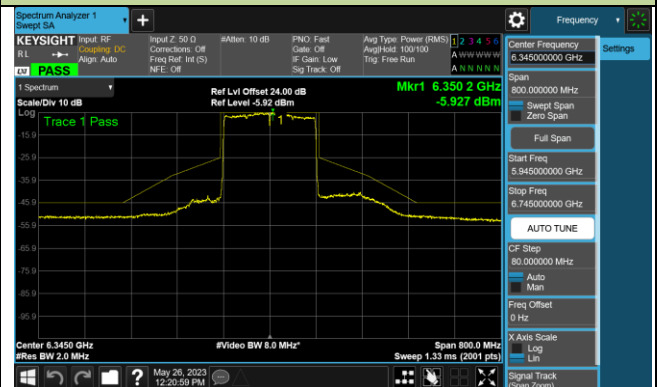 Spectrum Analyzer 1
Swept SA
+
Frequency
KEYSIGHT
RL
PASS
Input: RF
Coupling: DC
Align: Auto
Input Z: 50 Ω
Corrections: Off
Freq Ref: Int (S)
NFE: Off
#Atten: 10 dB
PNO: Fast
Gate: Off
IF Gain: Low
Sig Track: Off
Avg Type: Power (RMS)
Avg|Hold: 100/100
Trig: Free Run
1 2 3 4 5 6
A W W W W W
A N N N N N
1 Spectrum
Scale/Div 10 dB
Ref Lvl Offset 24.00 dB
Ref Level -5.92 dBm
Mkr1 6.350 2 GHz
-5.927 dBm
Log
Trace 1 Pass
1
-15.9
-25.9
-35.9
-45.9
-55.9
-65.9
-75.9
-85.9
-95.9
Center 6.3450 GHz
#Res BW 2.0 MHz
#Video BW 8.0 MHz*
Span 800.0 MHz
Sweep 1.33 ms (2001 pts)
May 26, 2023
12:20:59 PM
?
Center Frequency
6.345000000 GHz
Settings
Span
800.000000 MHz
Swept Span
Zero Span
Full Span
Start Freq
5.945000000 GHz
Stop Freq
6.745000000 GHz
AUTO TUNE
CF Step
80.000000 MHz
Auto
Man
Freq Offset
0 Hz
X Axis Scale
Log
Lin
Signal Track
(Span Zoom)